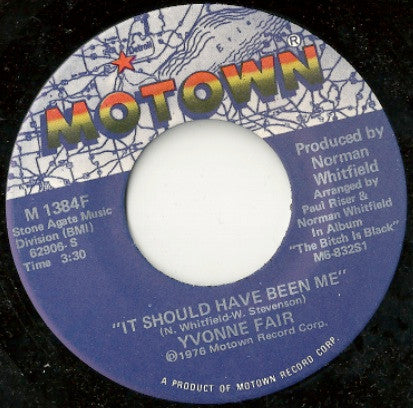 Detroit
ERIE
MOTOWN®
M 1384F
Stone Agate Music
Division (BMI)
62906-S
Time 3:30
Produced by
Norman
Whitfield
Arranged by
Paul Riser &
Norman Whitfield
In Album
"The Bitch Is Black"
M6-832S1
"IT SHOULD HAVE BEEN ME"
(N. Whitfield-W. Stevenson)
YVONNE FAIR
℗1976 Motown Record Corp.
A PRODUCT OF MOTOWN RECORD CORP.